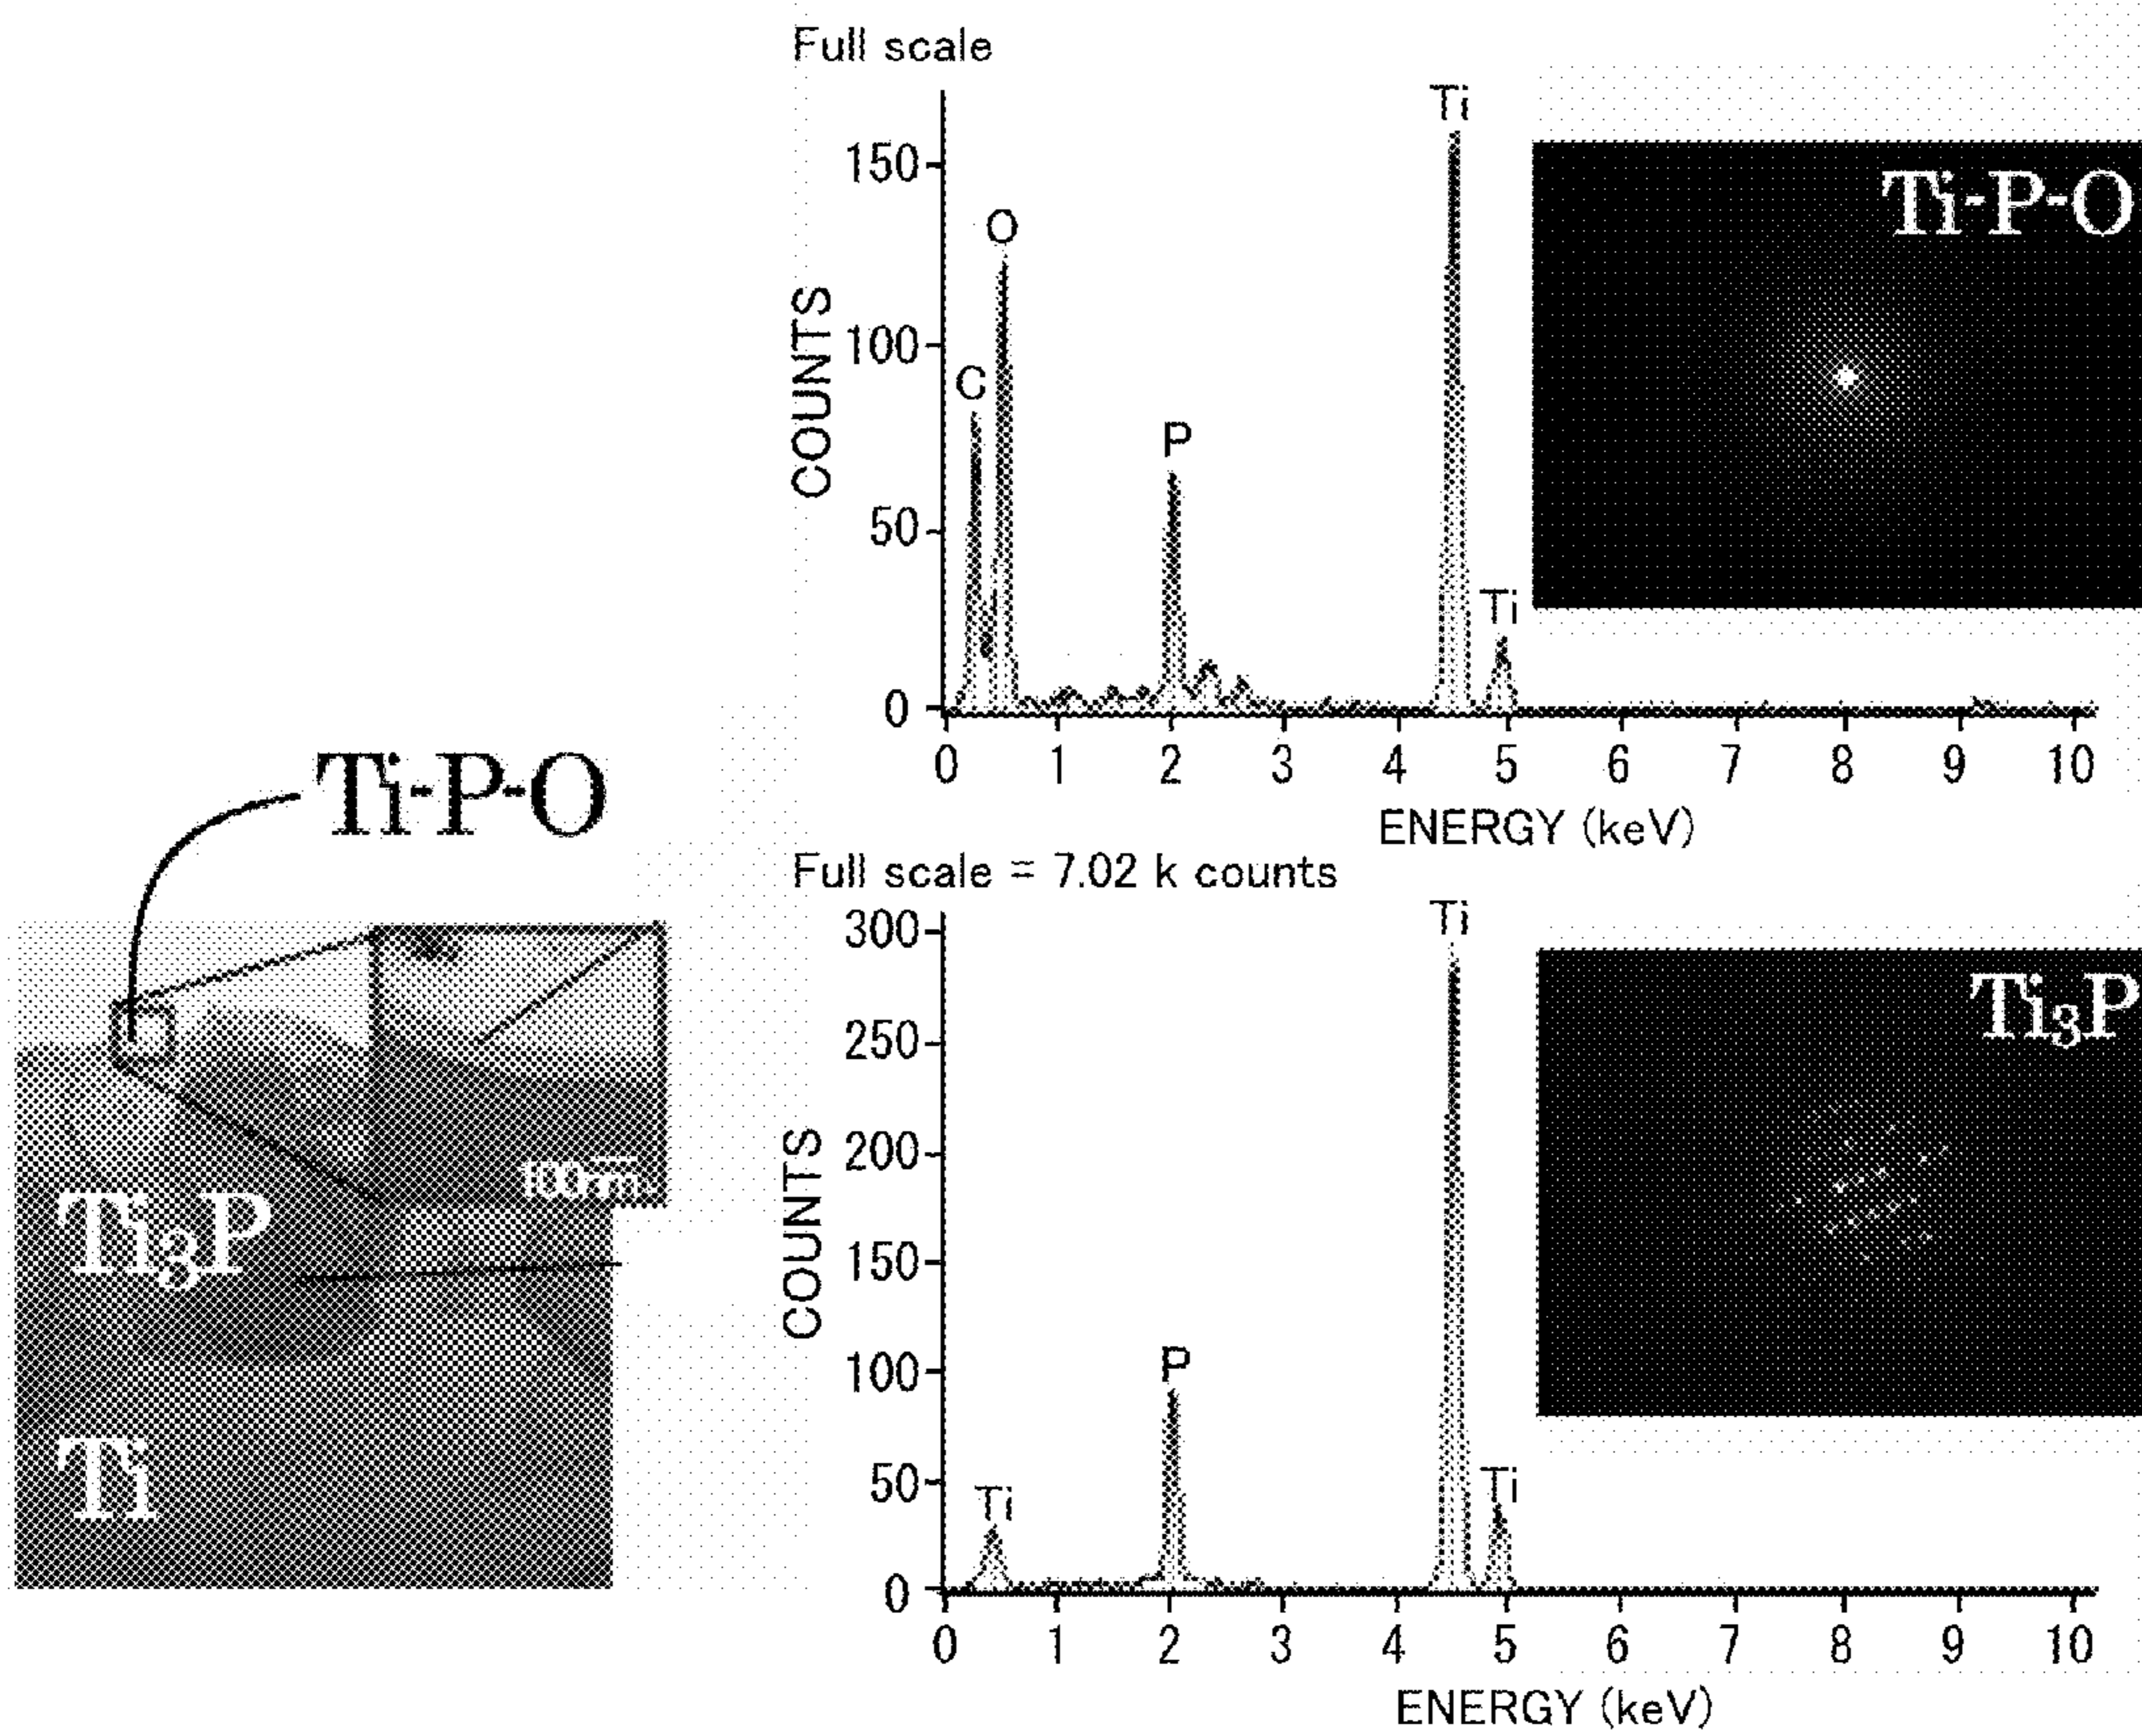 Full scale
COUNTS
150
100
50
0
C
O
P
Ti
Ti
Ti-P-O
0 1 2 3 4 5 6 7 8 9 10
ENERGY (keV)
Ti-P-O
100nm
Ti₃P
Ti
Full scale = 7.02 k counts
COUNTS
300
250
200
150
100
50
0
Ti
P
Ti
Ti
Ti₃P
0 1 2 3 4 5 6 7 8 9 10
ENERGY (keV)